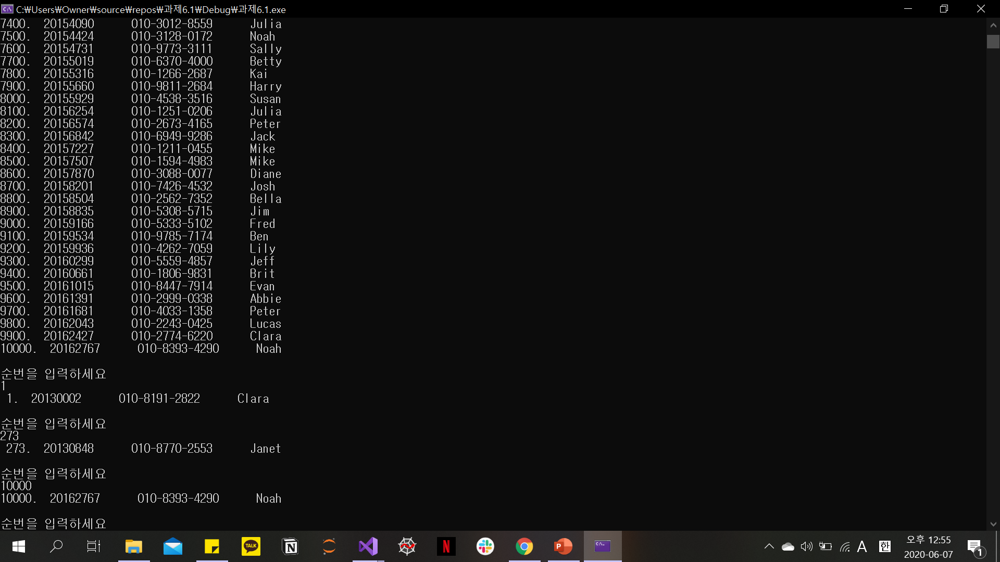 C:\Users\Owner\source\repos\과제6.1\Debug\과제6.1.exe
7400. 20154090 010-3012-8559 Julia
7500. 20154424 010-3128-0172 Noah
7600. 20154731 010-9773-3111 Sally
7700. 20155019 010-6370-4000 Betty
7800. 20155316 010-1266-2687 Kai
7900. 20155660 010-9811-2684 Harry
8000. 20155929 010-4538-3516 Susan
8100. 20156254 010-1251-0206 Julia
8200. 20156574 010-2673-4165 Peter
8300. 20156842 010-6949-9286 Jack
8400. 20157227 010-1211-0455 Mike
8500. 20157507 010-1594-4983 Mike
8600. 20157870 010-3088-0077 Diane
8700. 20158201 010-7426-4532 Josh
8800. 20158504 010-2562-7352 Bella
8900. 20158835 010-5308-5715 Jim
9000. 20159166 010-5333-5102 Fred
9100. 20159534 010-9785-7174 Ben
9200. 20159936 010-4262-7059 Lily
9300. 20160299 010-5559-4857 Jeff
9400. 20160661 010-1806-9831 Brit
9500. 20161015 010-8447-7914 Evan
9600. 20161391 010-2999-0338 Abbie
9700. 20161681 010-4033-1358 Peter
9800. 20162043 010-2243-0425 Lucas
9900. 20162427 010-2774-6220 Clara
10000. 20162767 010-8393-4290 Noah
순번을 입력하세요
1
1. 20130002 010-8191-2822 Clara
순번을 입력하세요
273
273. 20130848 010-8770-2553 Janet
순번을 입력하세요
10000
10000. 20162767 010-8393-4290 Noah
순번을 입력하세요
TALK
N
N
P
C:\
A
한
오후 12:55
2020-06-07
1